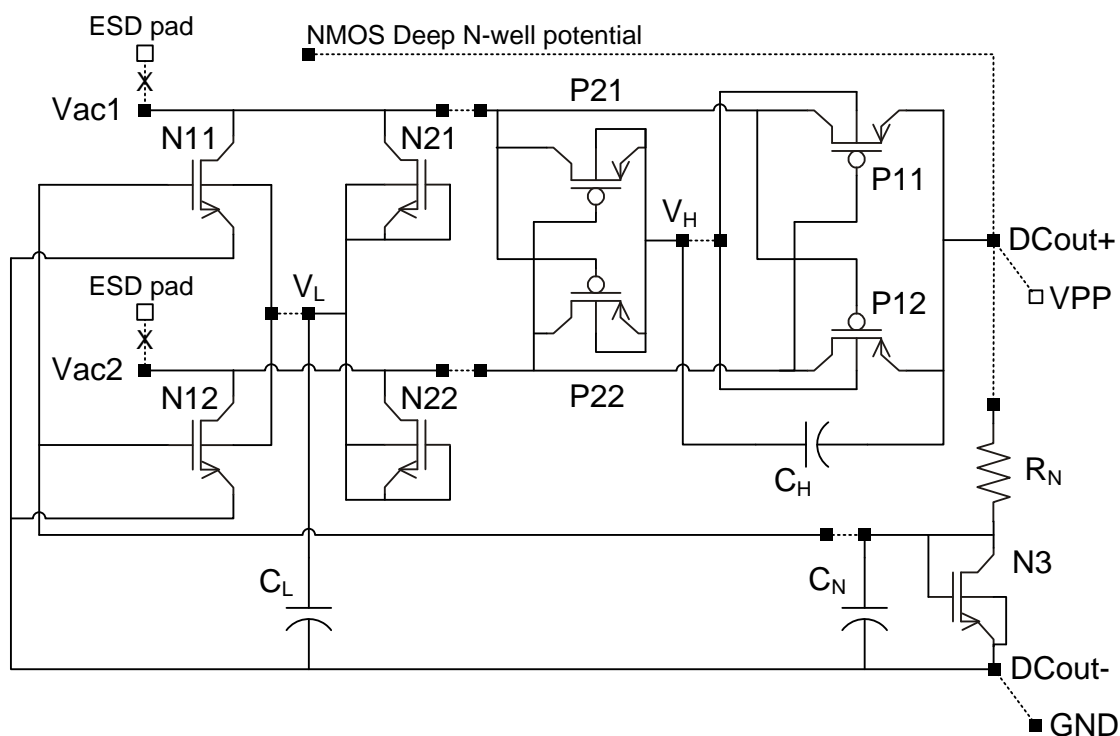 ESD pad
NMOS Deep N-well potential
Vac1
N11
N21
P21
P11
VH
DCout+
ESD pad
VL
VPP
P12
Vac2
N12
N22
P22
CH
RN
CL
CN
N3
DCout-
GND